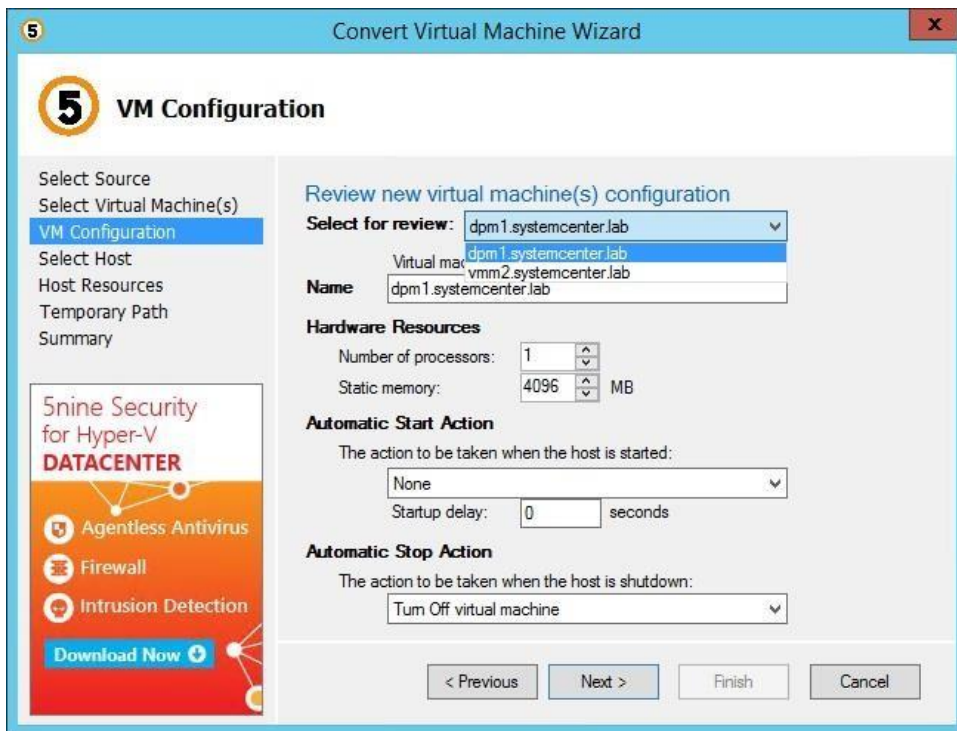 5
Convert Virtual Machine Wizard
x
5
VM Configuration
Select Source
Select Virtual Machine(s)
VM Configuration
Select Host
Host Resources
Temporary Path
Summary
5nine Security
for Hyper-V
DATACENTER
Agentless Antivirus
Firewall
Intrusion Detection
Download Now
Review new virtual machine(s) configuration
Select for review: dpm1.systemcenter.lab
dpm1.systemcenter.lab
vmm2.systemcenter.lab
Virtual mac
Name dpm1.systemcenter.lab
Hardware Resources
Number of processors: 1
Static memory: 4096 MB
Automatic Start Action
The action to be taken when the host is started:
None
Startup delay: 0 seconds
Automatic Stop Action
The action to be taken when the host is shutdown:
Turn Off virtual machine
< Previous Next > Finish Cancel